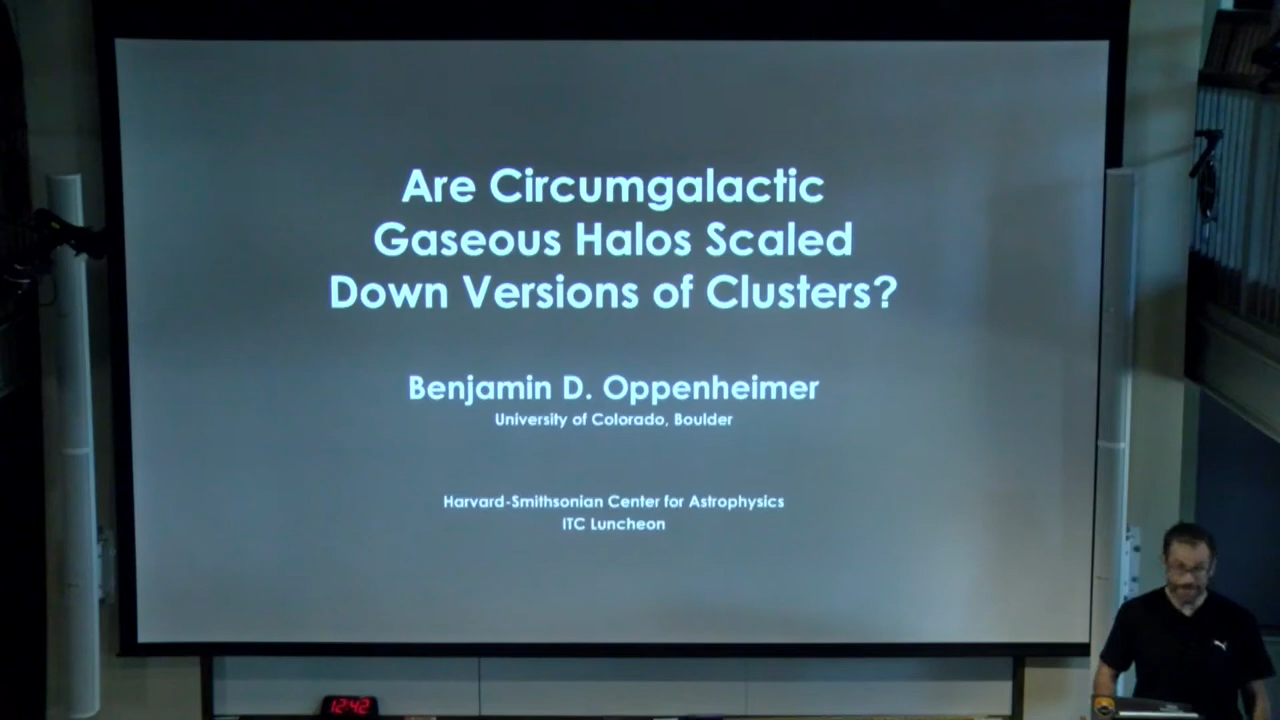 Are Circumgalactic
Gaseous Halos Scaled
Down Versions of Clusters?
Benjamin D. Oppenheimer
University of Colorado, Boulder
Harvard-Smithsonian Center for Astrophysics
ITC Luncheon
12:42